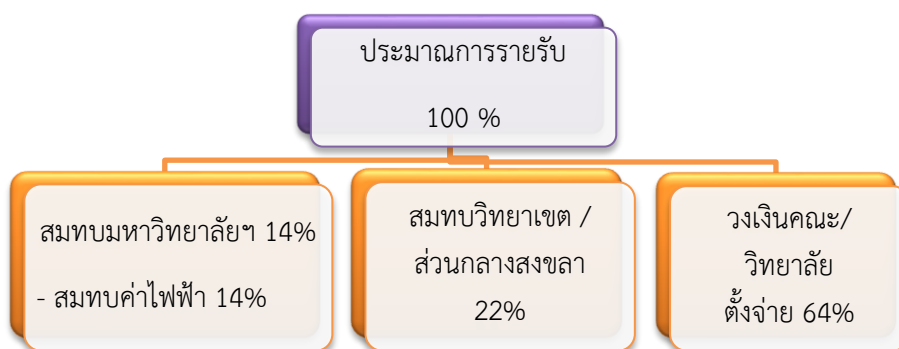 ประมาณการรายรับ
100 %
สมทบมหาวิทยาลัยฯ 14%
- สมทบค่าไฟฟ้า 14%
สมทบวิทยาเขต /
ส่วนกลางสงขลา
22%
วงเงินคณะ/
วิทยาลัย
ตั้งจ่าย 64%